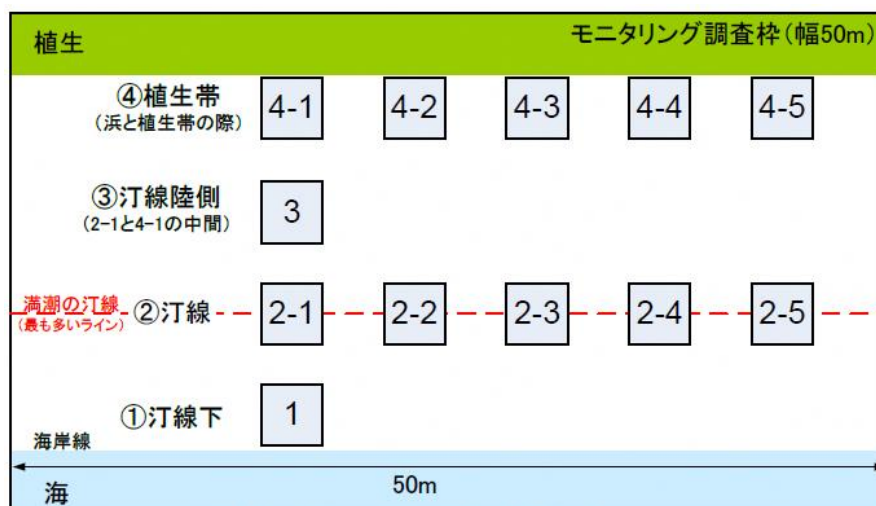 植生
モニタリング調査枠(幅50m)
④植生帯
(浜と植生帯の際)
4-1
4-2
4-3
4-4
4-5
③汀線陸側
(2-1と4-1の中間)
3
満潮の汀線
(最も多いライン)
②汀線
2-1
2-2
2-3
2-4
2-5
①汀線下
1
海岸線
50m
海